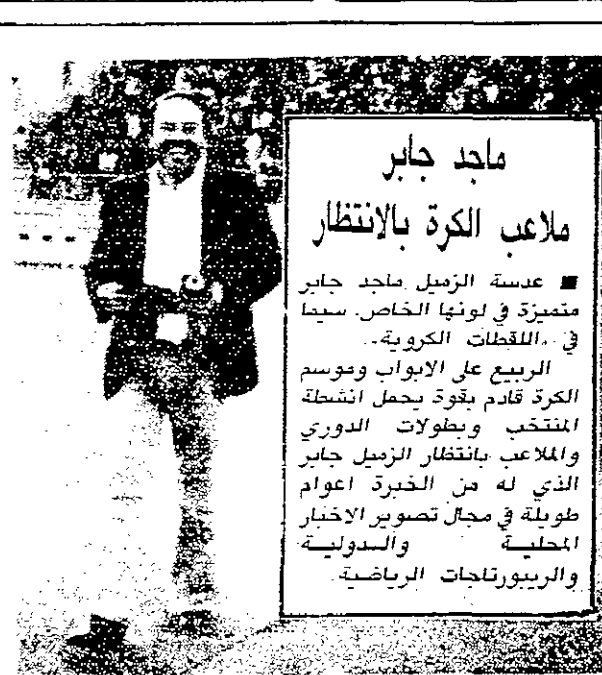 ماجد جابر
ملاعب الكرة بالانتظار
■ عدسة الزميل ماجد جابر
متميزة في لونها الخاص. سيما
في «اللقطات الكروية».
الربيع على الابواب وموسم
الكرة قادم بقوة يحمل انشطة
المنتخب وبطولات الدوري
والملاعب بانتظار الزميل جابر
الذي له من الخبرة اعوام
طويلة في مجال تصوير الاخبار
المحلية والدولية
والريبورتاجات الرياضية.